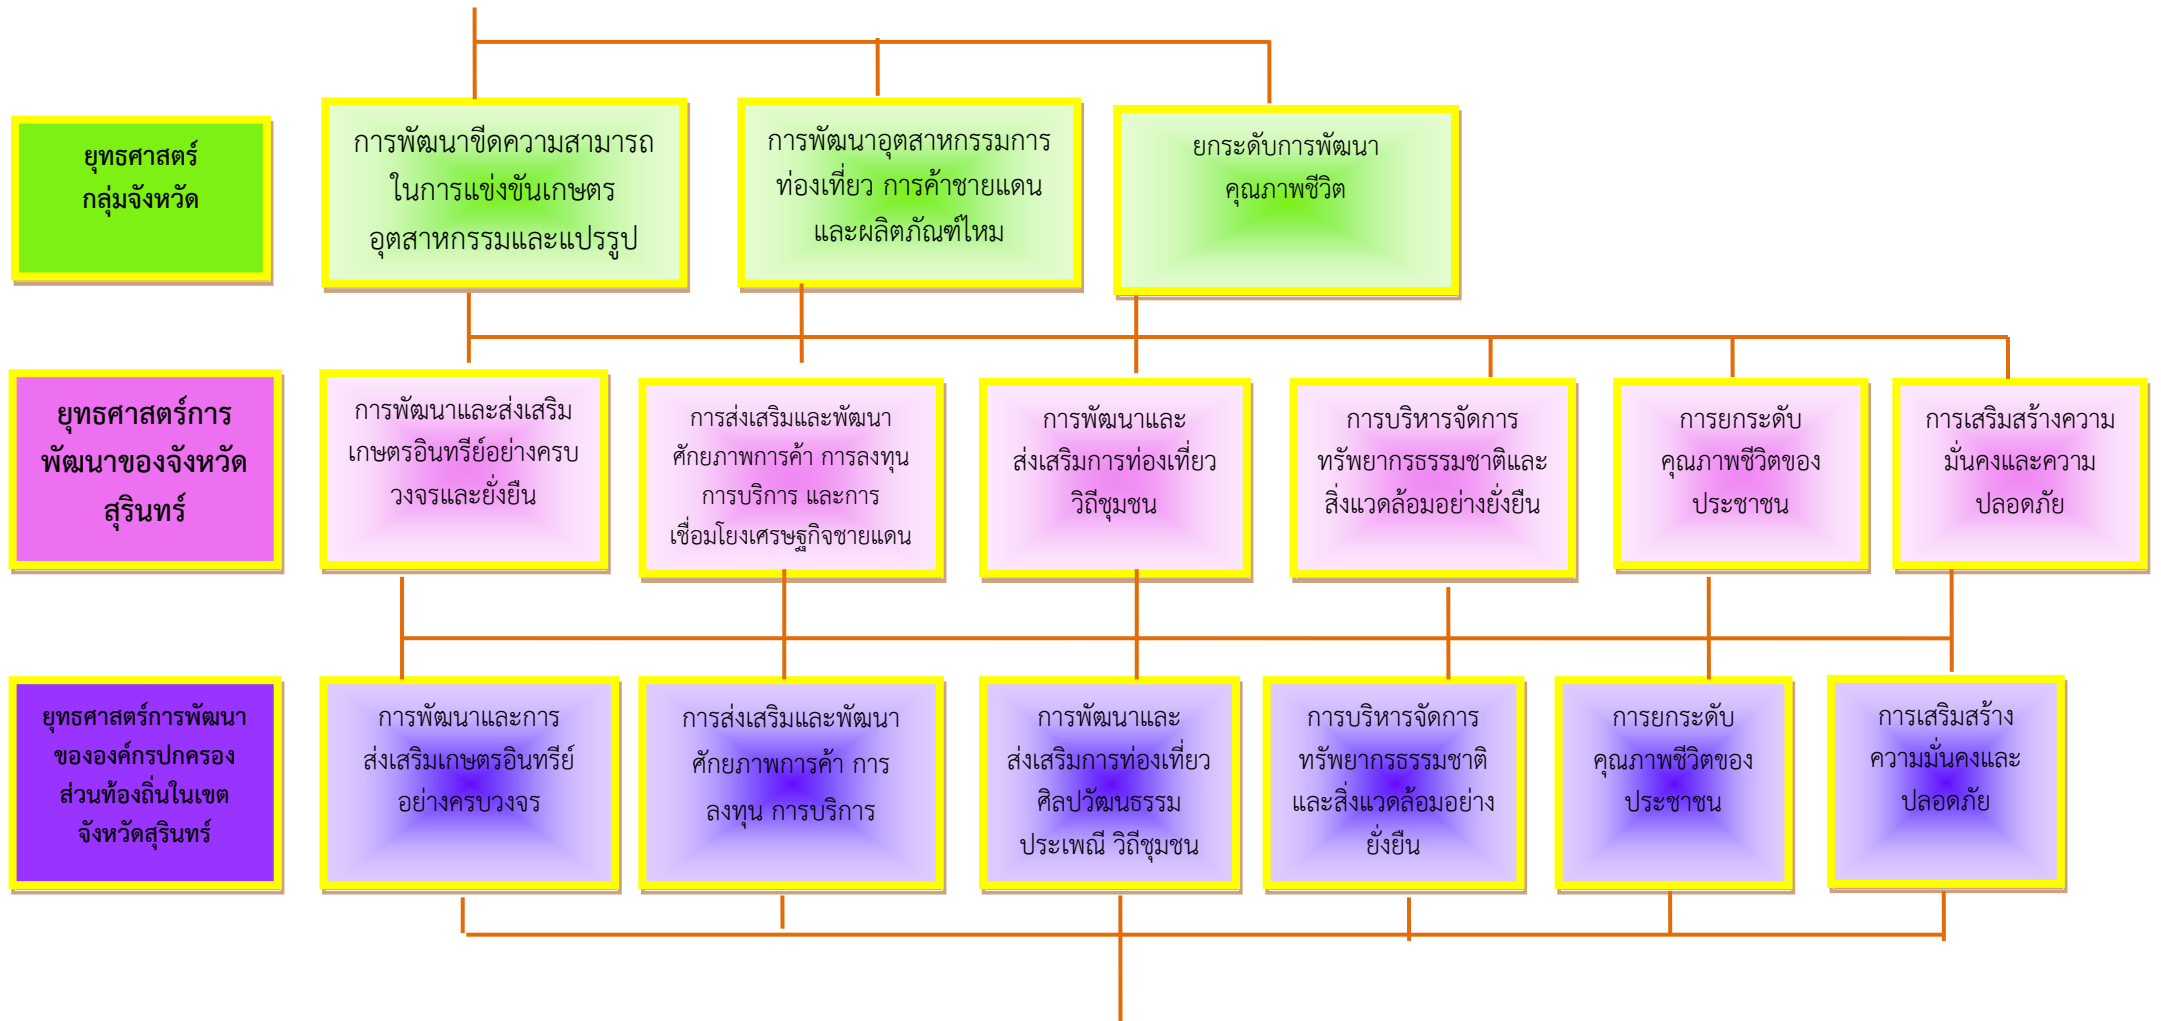 ยุทธศาสตร์
กลุ่มจังหวัด
การพัฒนาขีดความสามารถ
ในการแข่งขันเกษตร
อุตสาหกรรมและแปรรูป
การพัฒนาอุตสาหกรรมการ
ท่องเที่ยว การค้าชายแดน
และผลิตภัณฑ์ไหม
ยกระดับการพัฒนา
คุณภาพชีวิต
ยุทธศาสตร์การ
พัฒนาของจังหวัด
สุรินทร์
การพัฒนาและส่งเสริม
เกษตรอินทรีย์อย่างครบ
วงจรและยั่งยืน
การส่งเสริมและพัฒนา
ศักยภาพการค้า การลงทุน
การบริการ และการ
เชื่อมโยงเศรษฐกิจชายแดน
การพัฒนาและ
ส่งเสริมการท่องเที่ยว
วิถีชุมชน
การบริหารจัดการ
ทรัพยากรธรรมชาติและ
สิ่งแวดล้อมอย่างยั่งยืน
การยกระดับ
คุณภาพชีวิตของ
ประชาชน
การเสริมสร้างความ
มั่นคงและความ
ปลอดภัย
ยุทธศาสตร์การพัฒนา
ขององค์กรปกครอง
ส่วนท้องถิ่นในเขต
จังหวัดสุรินทร์
การพัฒนาและการ
ส่งเสริมเกษตรอินทรีย์
อย่างครบวงจร
การส่งเสริมและพัฒนา
ศักยภาพการค้า การ
ลงทุน การบริการ
การพัฒนาและ
ส่งเสริมการท่องเที่ยว
ศิลปวัฒนธรรม
ประเพณี วิถีชุมชน
การบริหารจัดการ
ทรัพยากรธรรมชาติ
และสิ่งแวดล้อมอย่าง
ยั่งยืน
การยกระดับ
คุณภาพชีวิตของ
ประชาชน
การเสริมสร้าง
ความมั่นคงและ
ปลอดภัย